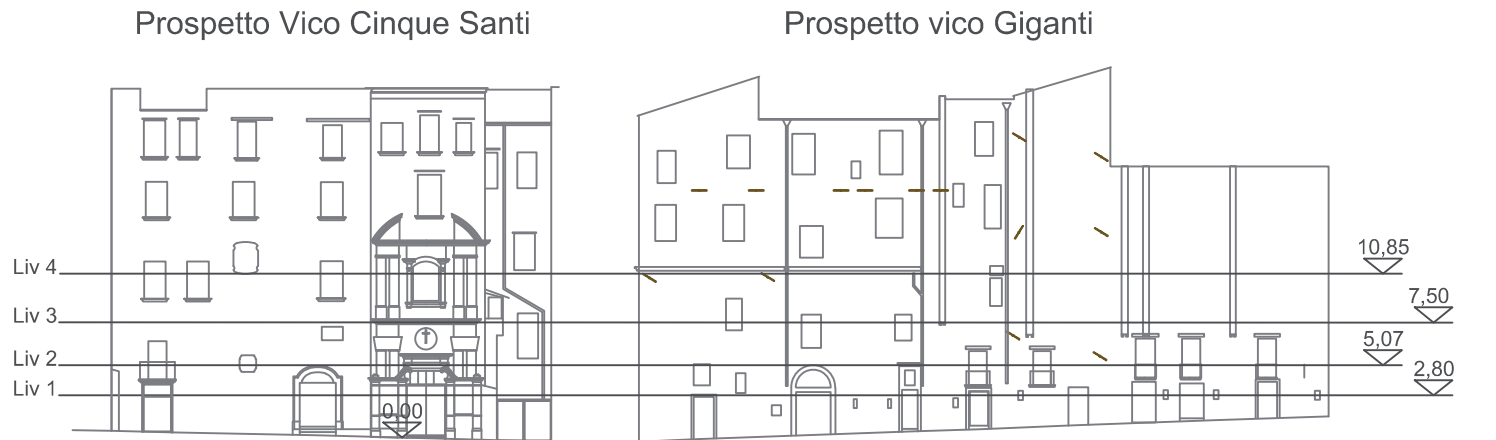 Prospetto Vico Cinque Santi
Prospetto vico Giganti
Liv 4
10,85
Liv 3
7,50
Liv 2
5,07
Liv 1
2,80
0,00